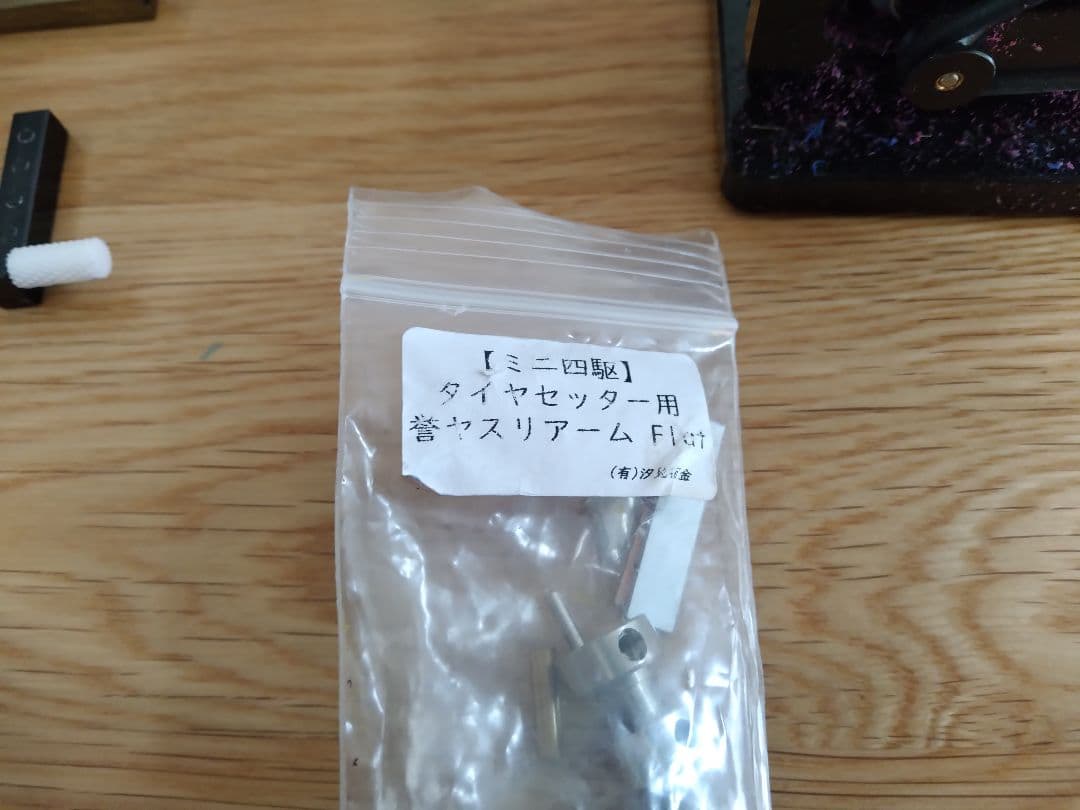 【ミニ四駆】
タイヤセッター用
誉ヤスリアーム Flat
(有)汐見板金